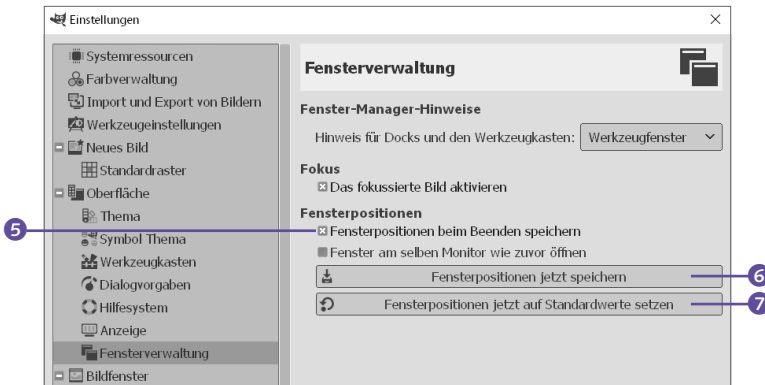 Einstellungen
Systemressourcen
Farbverwaltung
Import und Export von Bildern
Werkzeugeinstellungen
Neues Bild
Standardraster
Oberfläche
Thema
Symbol Thema
Werkzeugkasten
Dialogvorgaben
Hilfesystem
Anzeige
Fensterverwaltung
Bildfenster
Fensterverwaltung
Fenster-Manager-Hinweise
Hinweis für Docks und den Werkzeugkasten: Werkzeugfenster
Fokus
Das fokussierte Bild aktivieren
Fensterpositionen
5 Fensterpositionen beim Beenden speichern
Fenster am selben Monitor wie zuvor öffnen
Fensterpositionen jetzt speichern 6
Fensterpositionen jetzt auf Standardwerte setzen 7